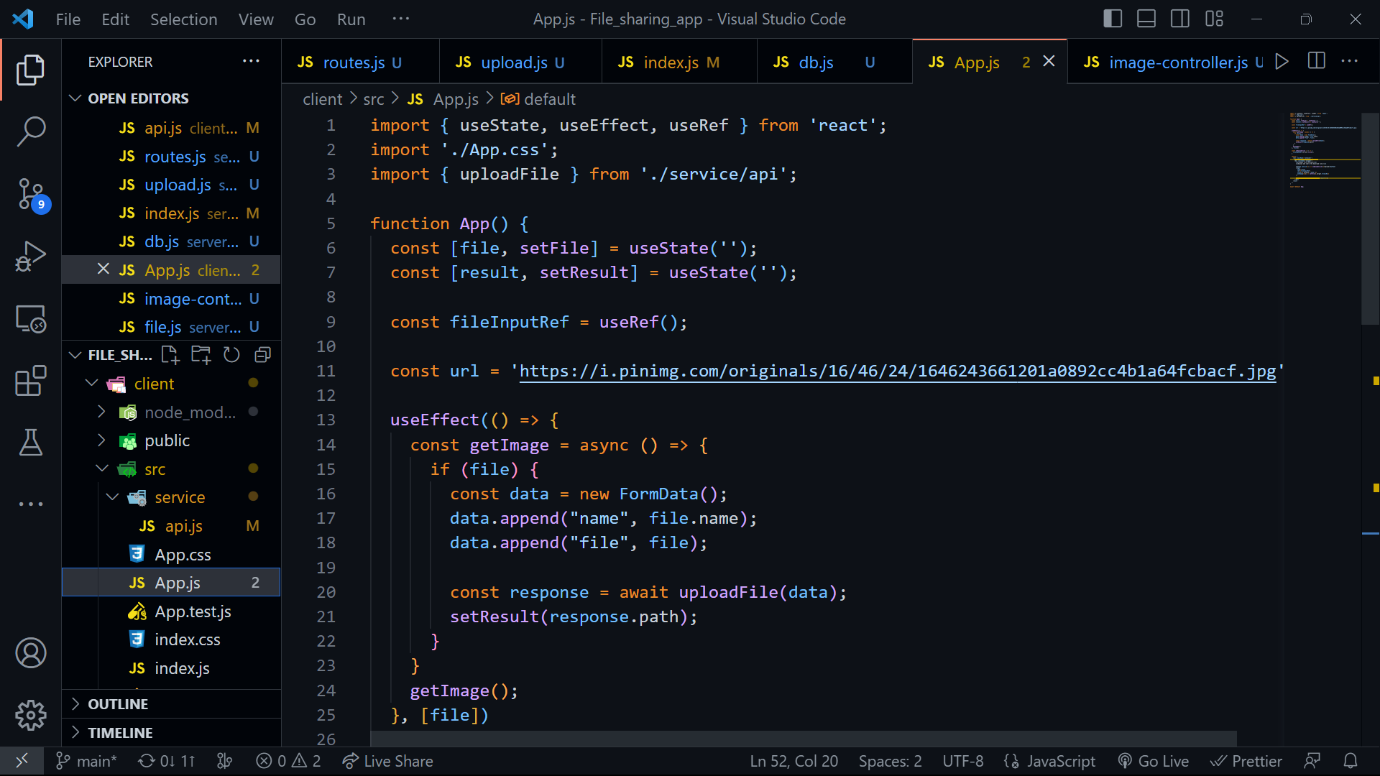 File Edit Selection View Go Run ··· App.js - File_sharing_app - Visual Studio Code
EXPLORER ···
JS routes.js U JS upload.js U JS index.js M JS db.js U JS App.js 2 JS image-controller.js U ···
OPEN EDITORS
JS api.js client... M
JS routes.js se... U
JS upload.js s... U
JS index.js ser... M
JS db.js server... U
JS App.js clien... 2
JS image-cont... U
JS file.js server... U
FILE_SH...
client
node_mod...
public
src
service
JS api.js M
App.css
JS App.js 2
App.test.js
index.css
JS index.js
OUTLINE
TIMELINE
9
client > src > JS App.js > default
1 import { useState, useEffect, useRef } from 'react';
2 import './App.css';
3 import { uploadFile } from './service/api';
4
5 function App() {
6 const [file, setFile] = useState('');
7 const [result, setResult] = useState('');
8
9 const fileInputRef = useRef();
10
11 const url = 'https://i.pinimg.com/originals/16/46/24/1646243661201a0892cc4b1a64fcbacf.jpg'
12
13 useEffect(() => {
14 const getImage = async () => {
15 if (file) {
16 const data = new FormData();
17 data.append("name", file.name);
18 data.append("file", file);
19
20 const response = await uploadFile(data);
21 setResult(response.path);
22 }
23 }
24 getImage();
25 }, [file])
26
main* 0↓ 1↑ 0 2 Live Share Ln 52, Col 20 Spaces: 2 UTF-8 {} JavaScript Go Live Prettier